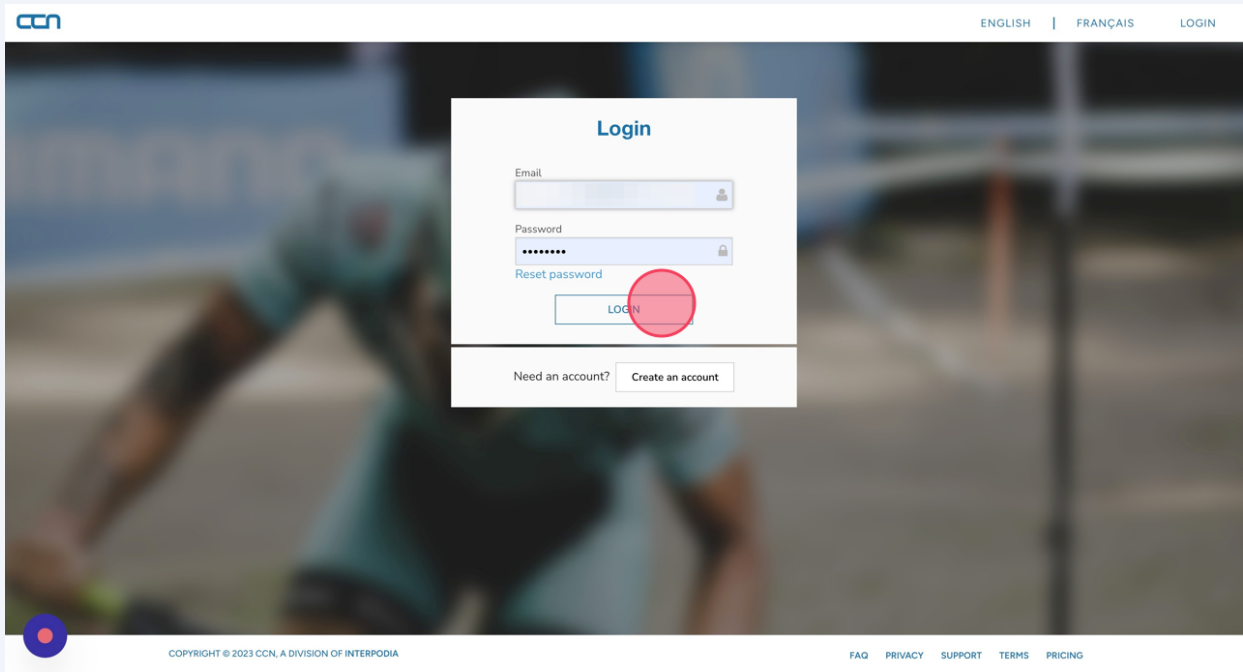 CCN
ENGLISH | FRANÇAIS LOGIN
Login
Email
Password
••••••••
Reset password
LOGIN
Need an account? Create an account
COPYRIGHT © 2023 CCN, A DIVISION OF INTERPODIA
FAQ PRIVACY SUPPORT TERMS PRICING